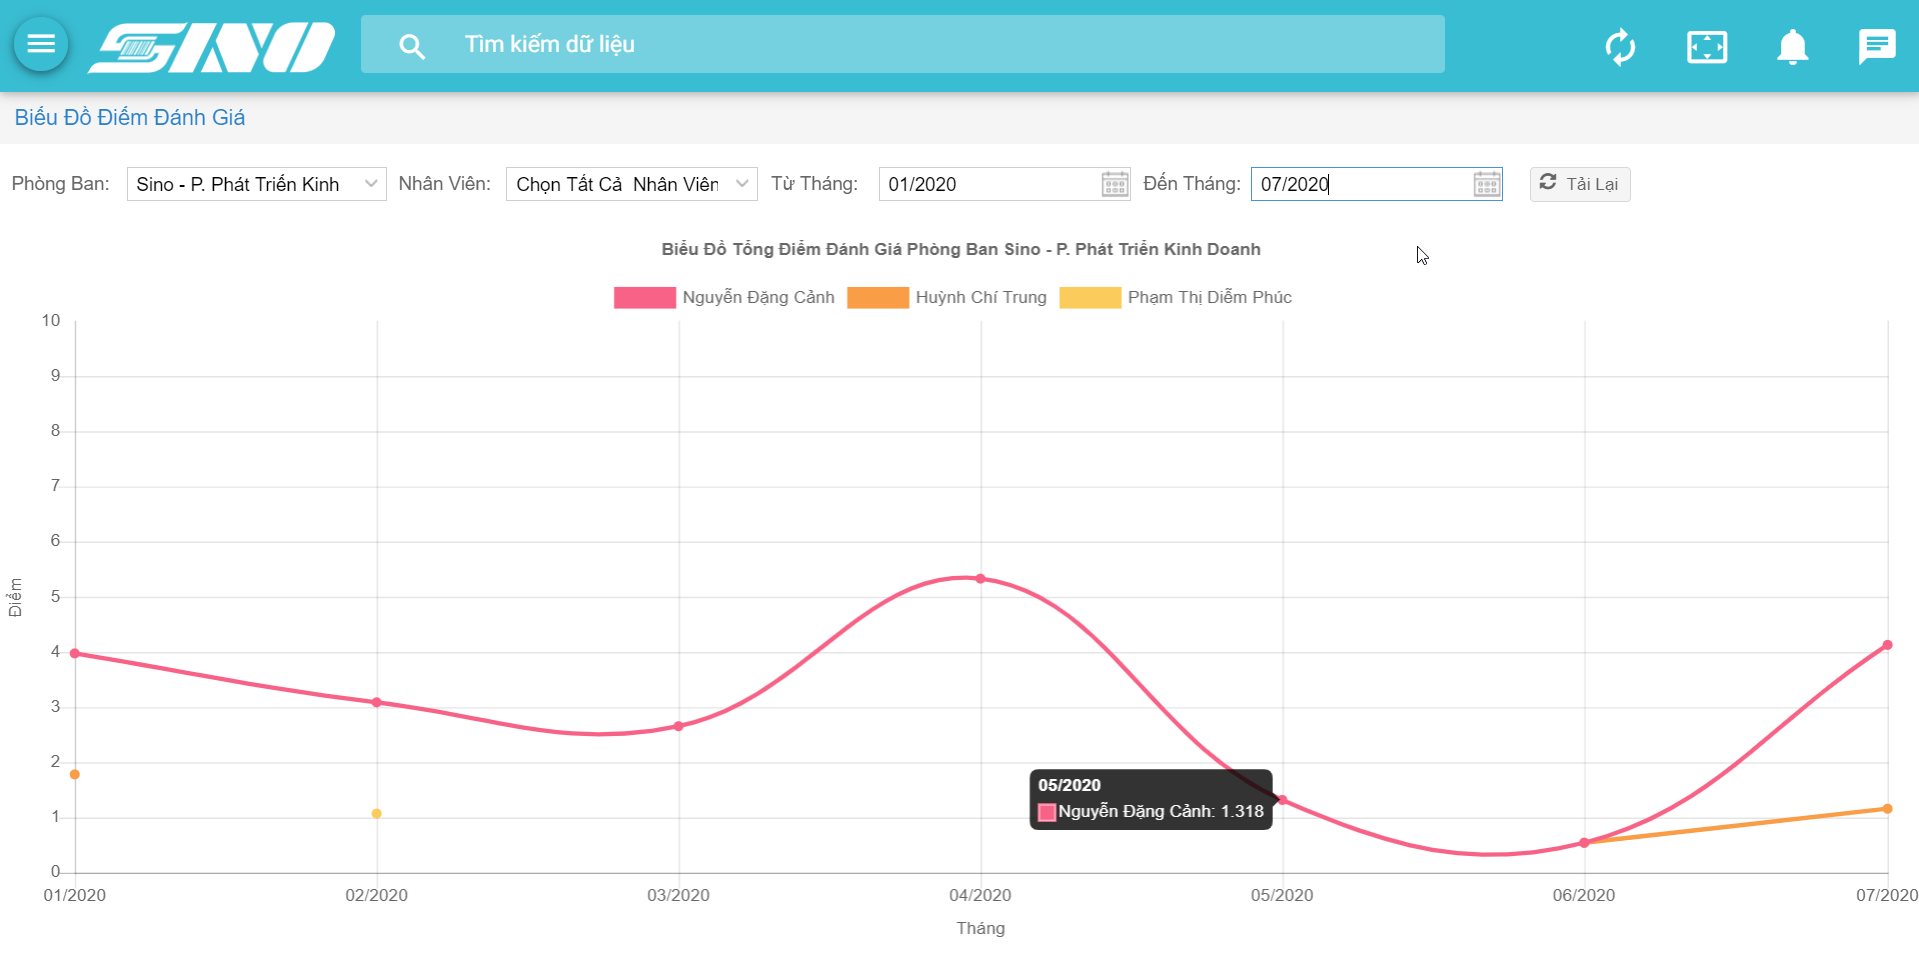 SINO
Tìm kiếm dữ liệu
Biểu Đồ Điểm Đánh Giá
Phòng Ban: Sino - P. Phát Triển Kinh Nhân Viên: Chọn Tất Cả Nhân Viên Từ Tháng: 01/2020 Đến Tháng: 07/2020 Tải Lại
Biểu Đồ Tổng Điểm Đánh Giá Phòng Ban Sino - P. Phát Triển Kinh Doanh
Nguyễn Đặng Cảnh Huỳnh Chí Trung Phạm Thị Diễm Phúc
10
9
8
7
6
5
4
3
2
1
0
Điểm
05/2020
Nguyễn Đặng Cảnh: 1.318
01/2020 02/2020 03/2020 04/2020 05/2020 06/2020 07/2020
Tháng